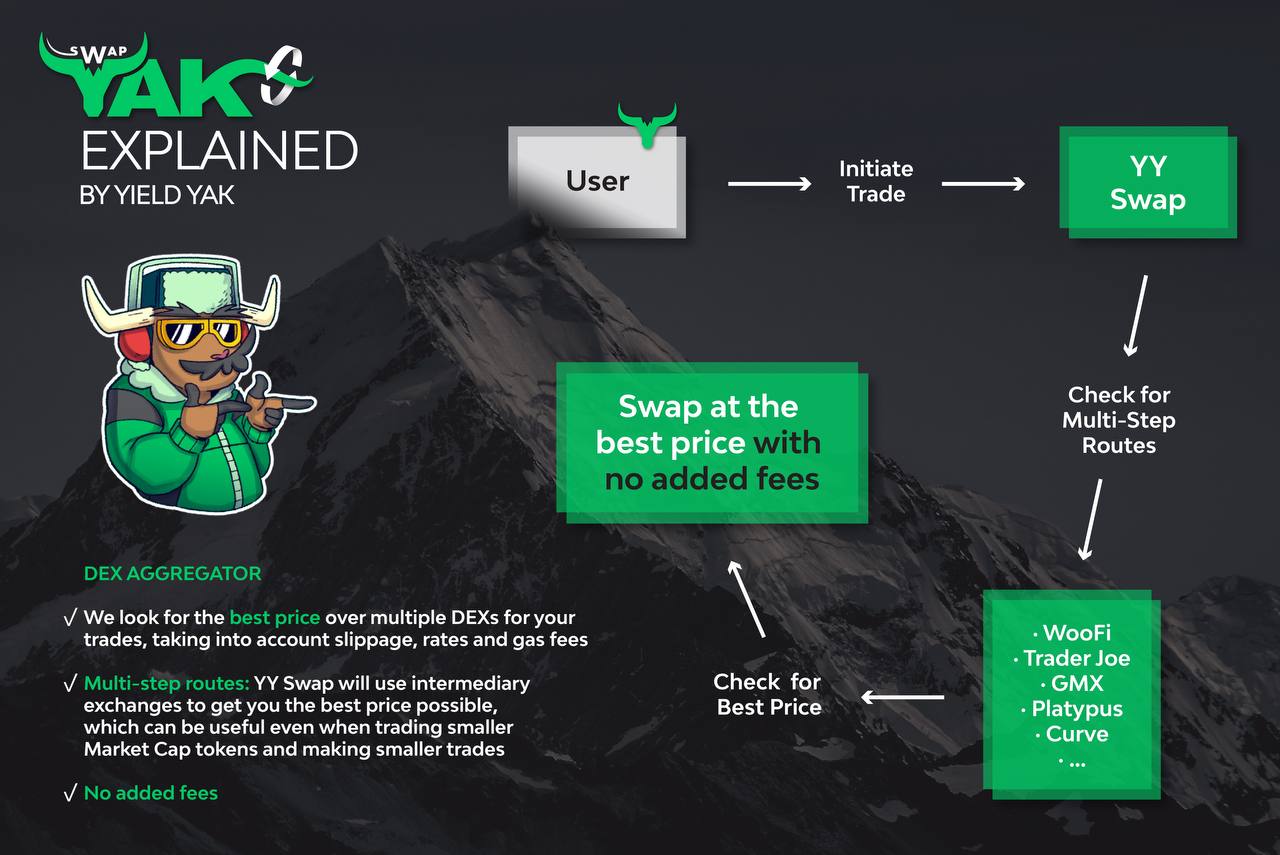 SWAP
YAK
EXPLAINED
BY YIELD YAK
User
Initiate
Trade
YY
Swap
Check for
Multi-Step
Routes
· WooFi
· Trader Joe
· GMX
· Platypus
· Curve
· ...
Check for
Best Price
Swap at the
best price with
no added fees
DEX AGGREGATOR
√ We look for the best price over multiple DEXs for your
trades, taking into account slippage, rates and gas fees
√ Multi-step routes: YY Swap will use intermediary
exchanges to get you the best price possible,
which can be useful even when trading smaller
Market Cap tokens and making smaller trades
√ No added fees